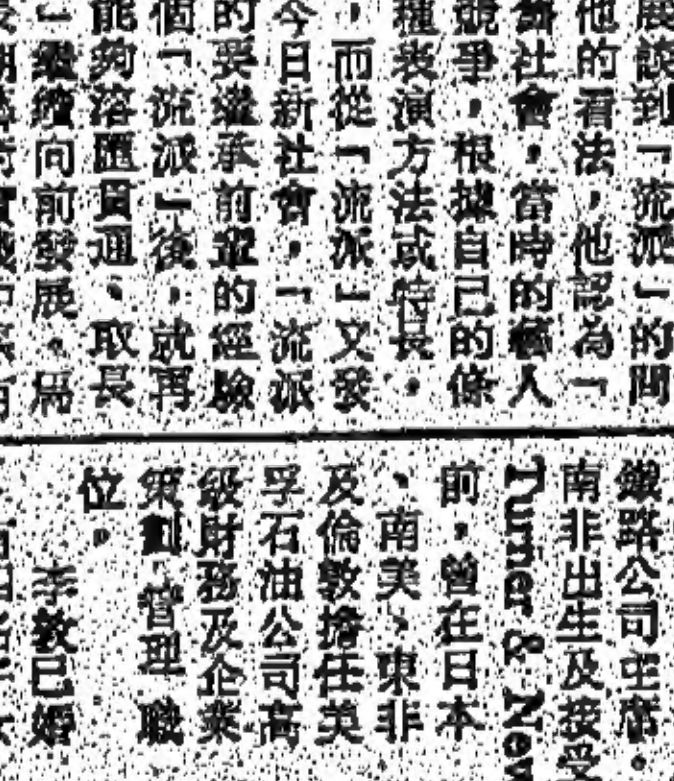 展談到「流派」的問
他的看法，他認為「
社會，當時的藝人
競爭，根據自己的條
種表演方法或特長，
，而從「流派」又發
今日新社會，「流派
的要繼承前輩的經驗
個「流派」後，就再
能夠落匯貫通、取長
」繼續向前發展。
鐵路公司主席。
南非出生及接受
Turner & New
前，曾在日本
、南美、東非
及倫敦擔任美
孚石油公司高
級財務及企業
策劃管理職
位。
李敦已婚